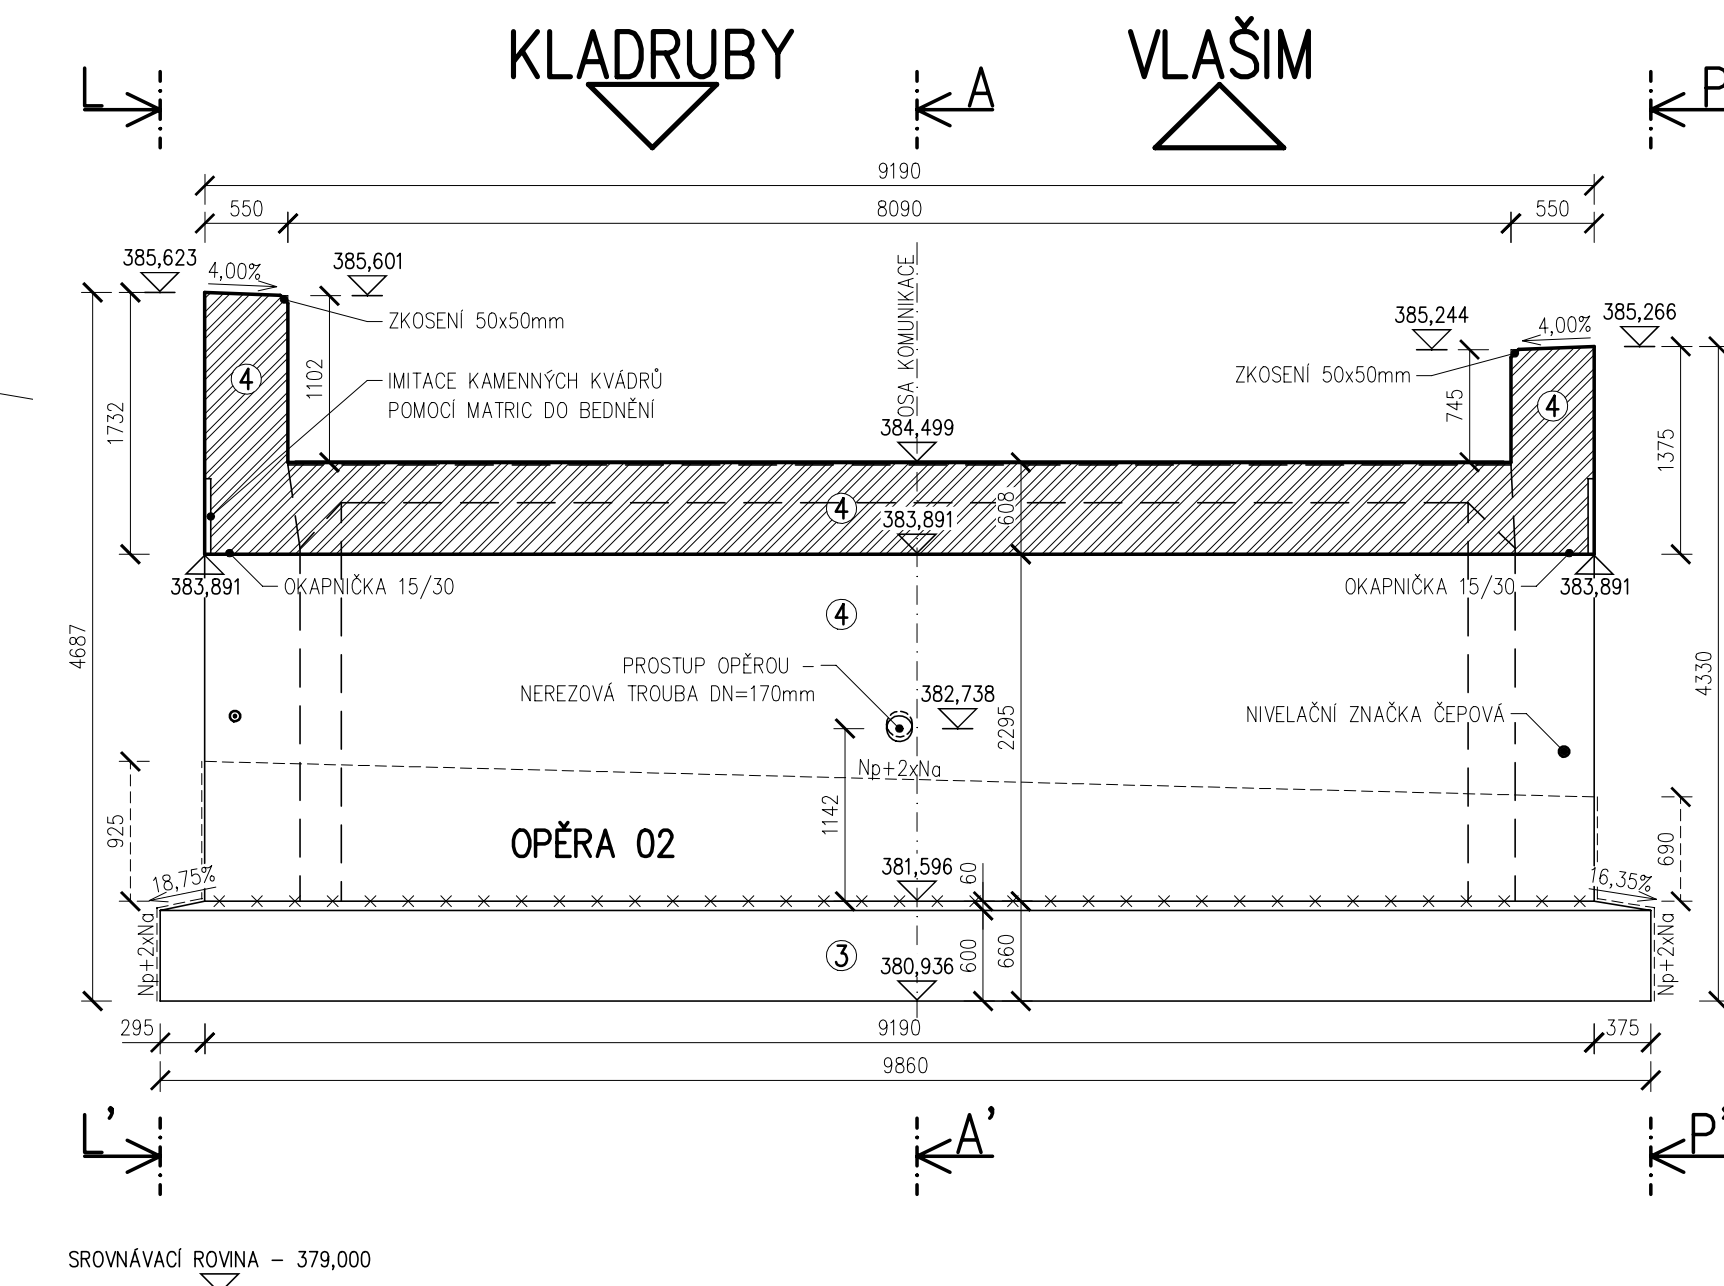 KLADRUBY
VLAŠIM
L
A
P
9190
550
8090
550
385,623
4,00%
385,601
OSA KOMUNIKACE
385,244
4,00%
385,266
ZKOSENÍ 50x50mm
ZKOSENÍ 50x50mm
1102
745
4
IMITACE KAMENNÝCH KVÁDRŮ
POMOCÍ MATRIC DO BEDNĚNÍ
4
1732
384,499
1375
4
608
383,891
383,891
OKAPNIČKA 15/30
OKAPNIČKA 15/30
383,891
4
4687
PROSTUP OPĚROU –
NEREZOVÁ TROUBA DN=170mm
382,738
2295
NIVELAČNÍ ZNAČKA ČEPOVÁ
4330
Np+2xNa
925
1142
OPĚRA 02
690
18,75%
381,596
60
16,35%
Np+2xNa
3
380,936
600
660
Np+2xNa
295
9190
375
9860
L'
A'
P'
SROVNÁVACÍ ROVINA – 379,000